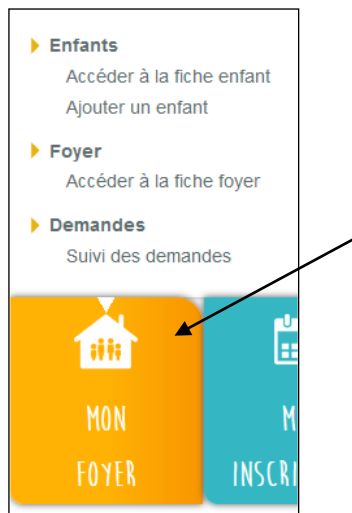 Enfants
Accéder à la fiche enfant
Ajouter un enfant
Foyer
Accéder à la fiche foyer
Demandes
Suivi des demandes
MON
FOYER
M
INSCRI